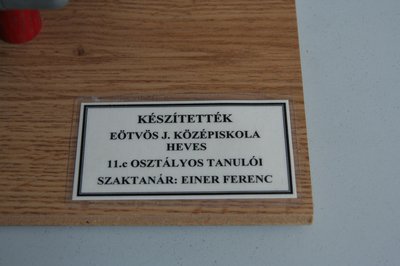 KÉSZÍTETTÉK
EÖTVÖS J. KÖZÉPISKOLA
HEVES
11.c OSZTÁLYOS TANULÓI
SZAKTANÁR: EINER FERENC